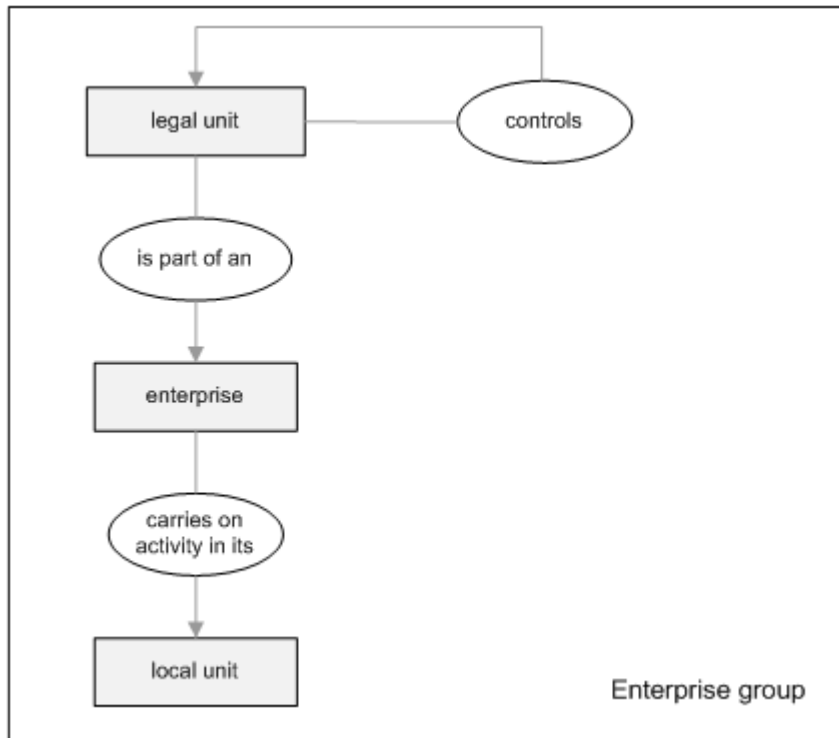 legal unit
controls
is part of an
enterprise
carries on
activity in its
local unit
Enterprise group